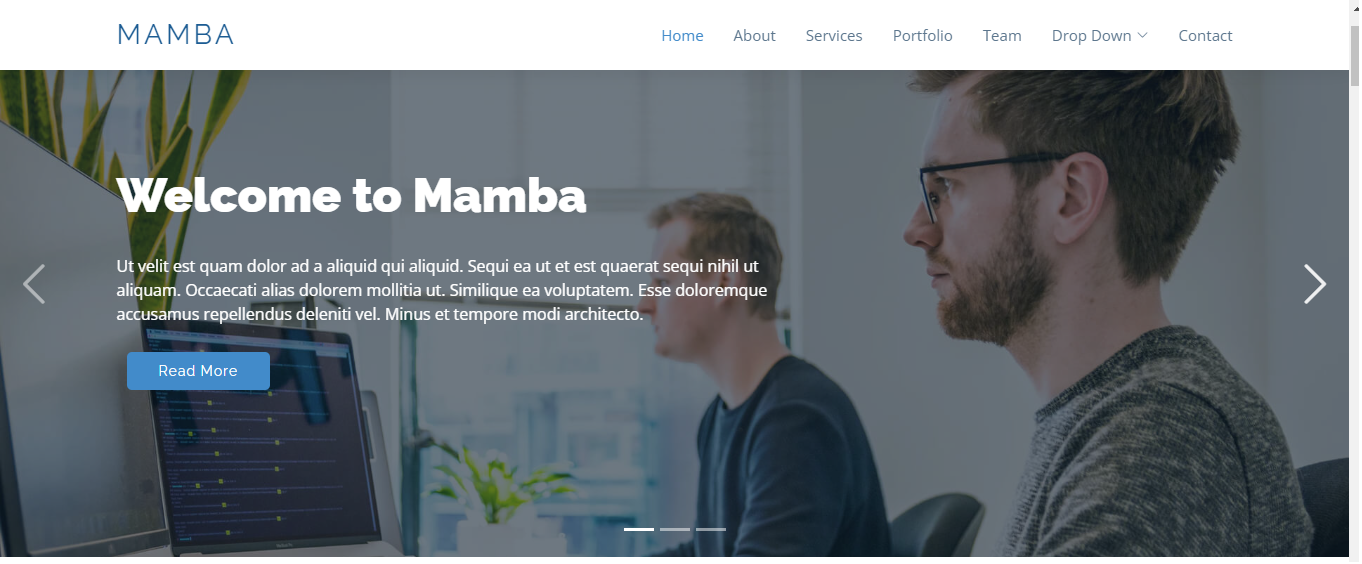 MAMBA
Home About Services Portfolio Team Drop Down Contact
Welcome to Mamba
Ut velit est quam dolor ad a aliquid qui aliquid. Sequi ea ut et est quaerat sequi nihil ut
aliquam. Occaecati alias dolorem mollitia ut. Similique ea voluptatem. Esse doloremque
accusamus repellendus deleniti vel. Minus et tempore modi architecto.
Read More